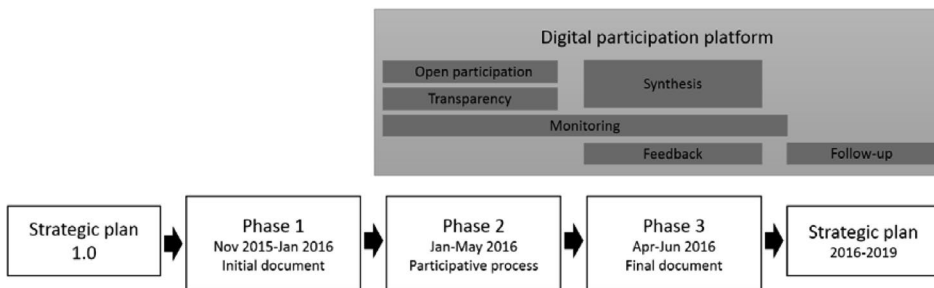 Digital participation platform
Open participation
Synthesis
Transparency
Monitoring
Feedback
Follow-up
Strategic plan
1.0
Phase 1
Nov 2015-Jan 2016
Initial document
Phase 2
Jan-May 2016
Participative process
Phase 3
Apr-Jun 2016
Final document
Strategic plan
2016-2019